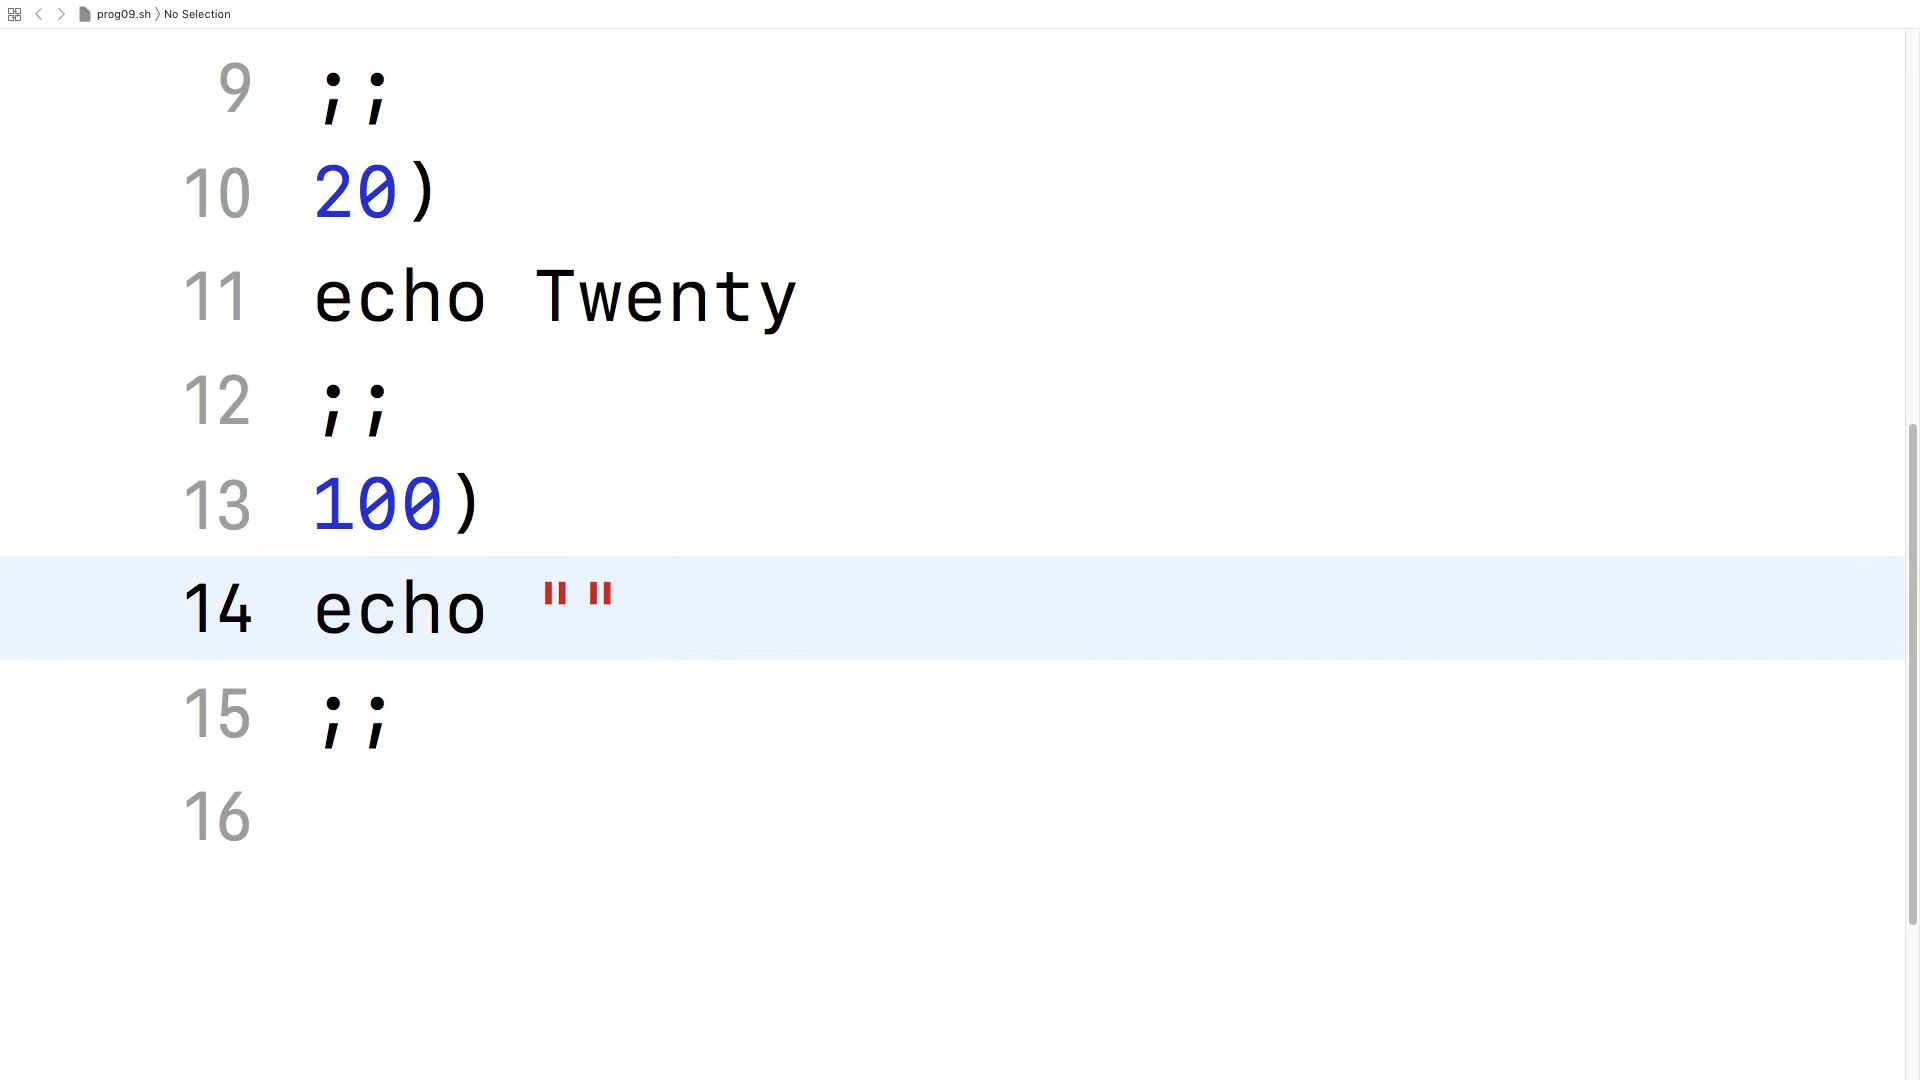 prog09.sh 〉 No Selection
9 ;;
10 20)
11 echo Twenty
12 ;;
13 100)
14 echo ""
15 ;;
16